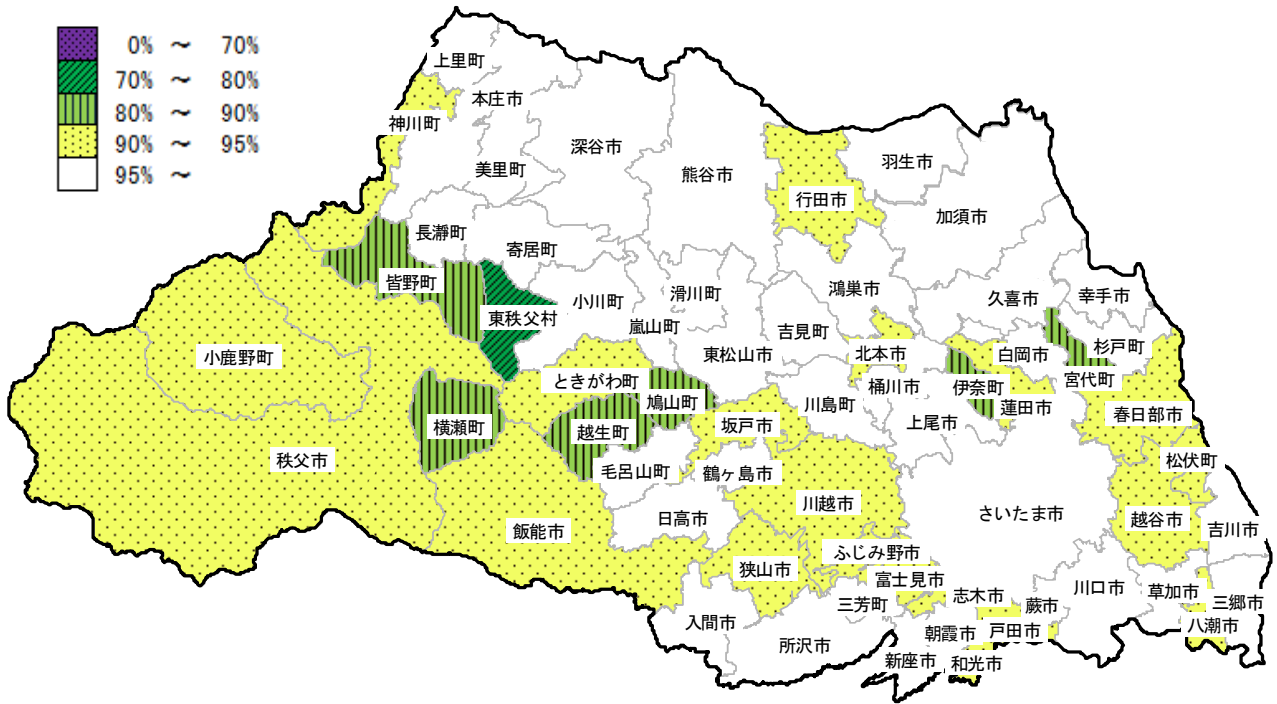 0% ～ 70%
70% ～ 80%
80% ～ 90%
90% ～ 95%
95% ～
上里町
本庄市
神川町
深谷市
美里町
熊谷市
羽生市
行田市
加須市
長瀞町
寄居町
皆野町
小川町
滑川町
鴻巣市
久喜市
幸手市
東秩父村
嵐山町
吉見町
杉戸町
小鹿野町
東松山市
北本市
白岡市
ときがわ町
桶川市
伊奈町
宮代町
鳩山町
川島町
蓮田市
春日部市
横瀬町
越生町
坂戸市
上尾市
秩父市
毛呂山町
鶴ヶ島市
松伏町
川越市
さいたま市
飯能市
日高市
越谷市
吉川市
ふじみ野市
狭山市
富士見市
志木市
川口市
草加市
三芳町
蕨市
三郷市
入間市
朝霞市
戸田市
八潮市
所沢市
新座市
和光市